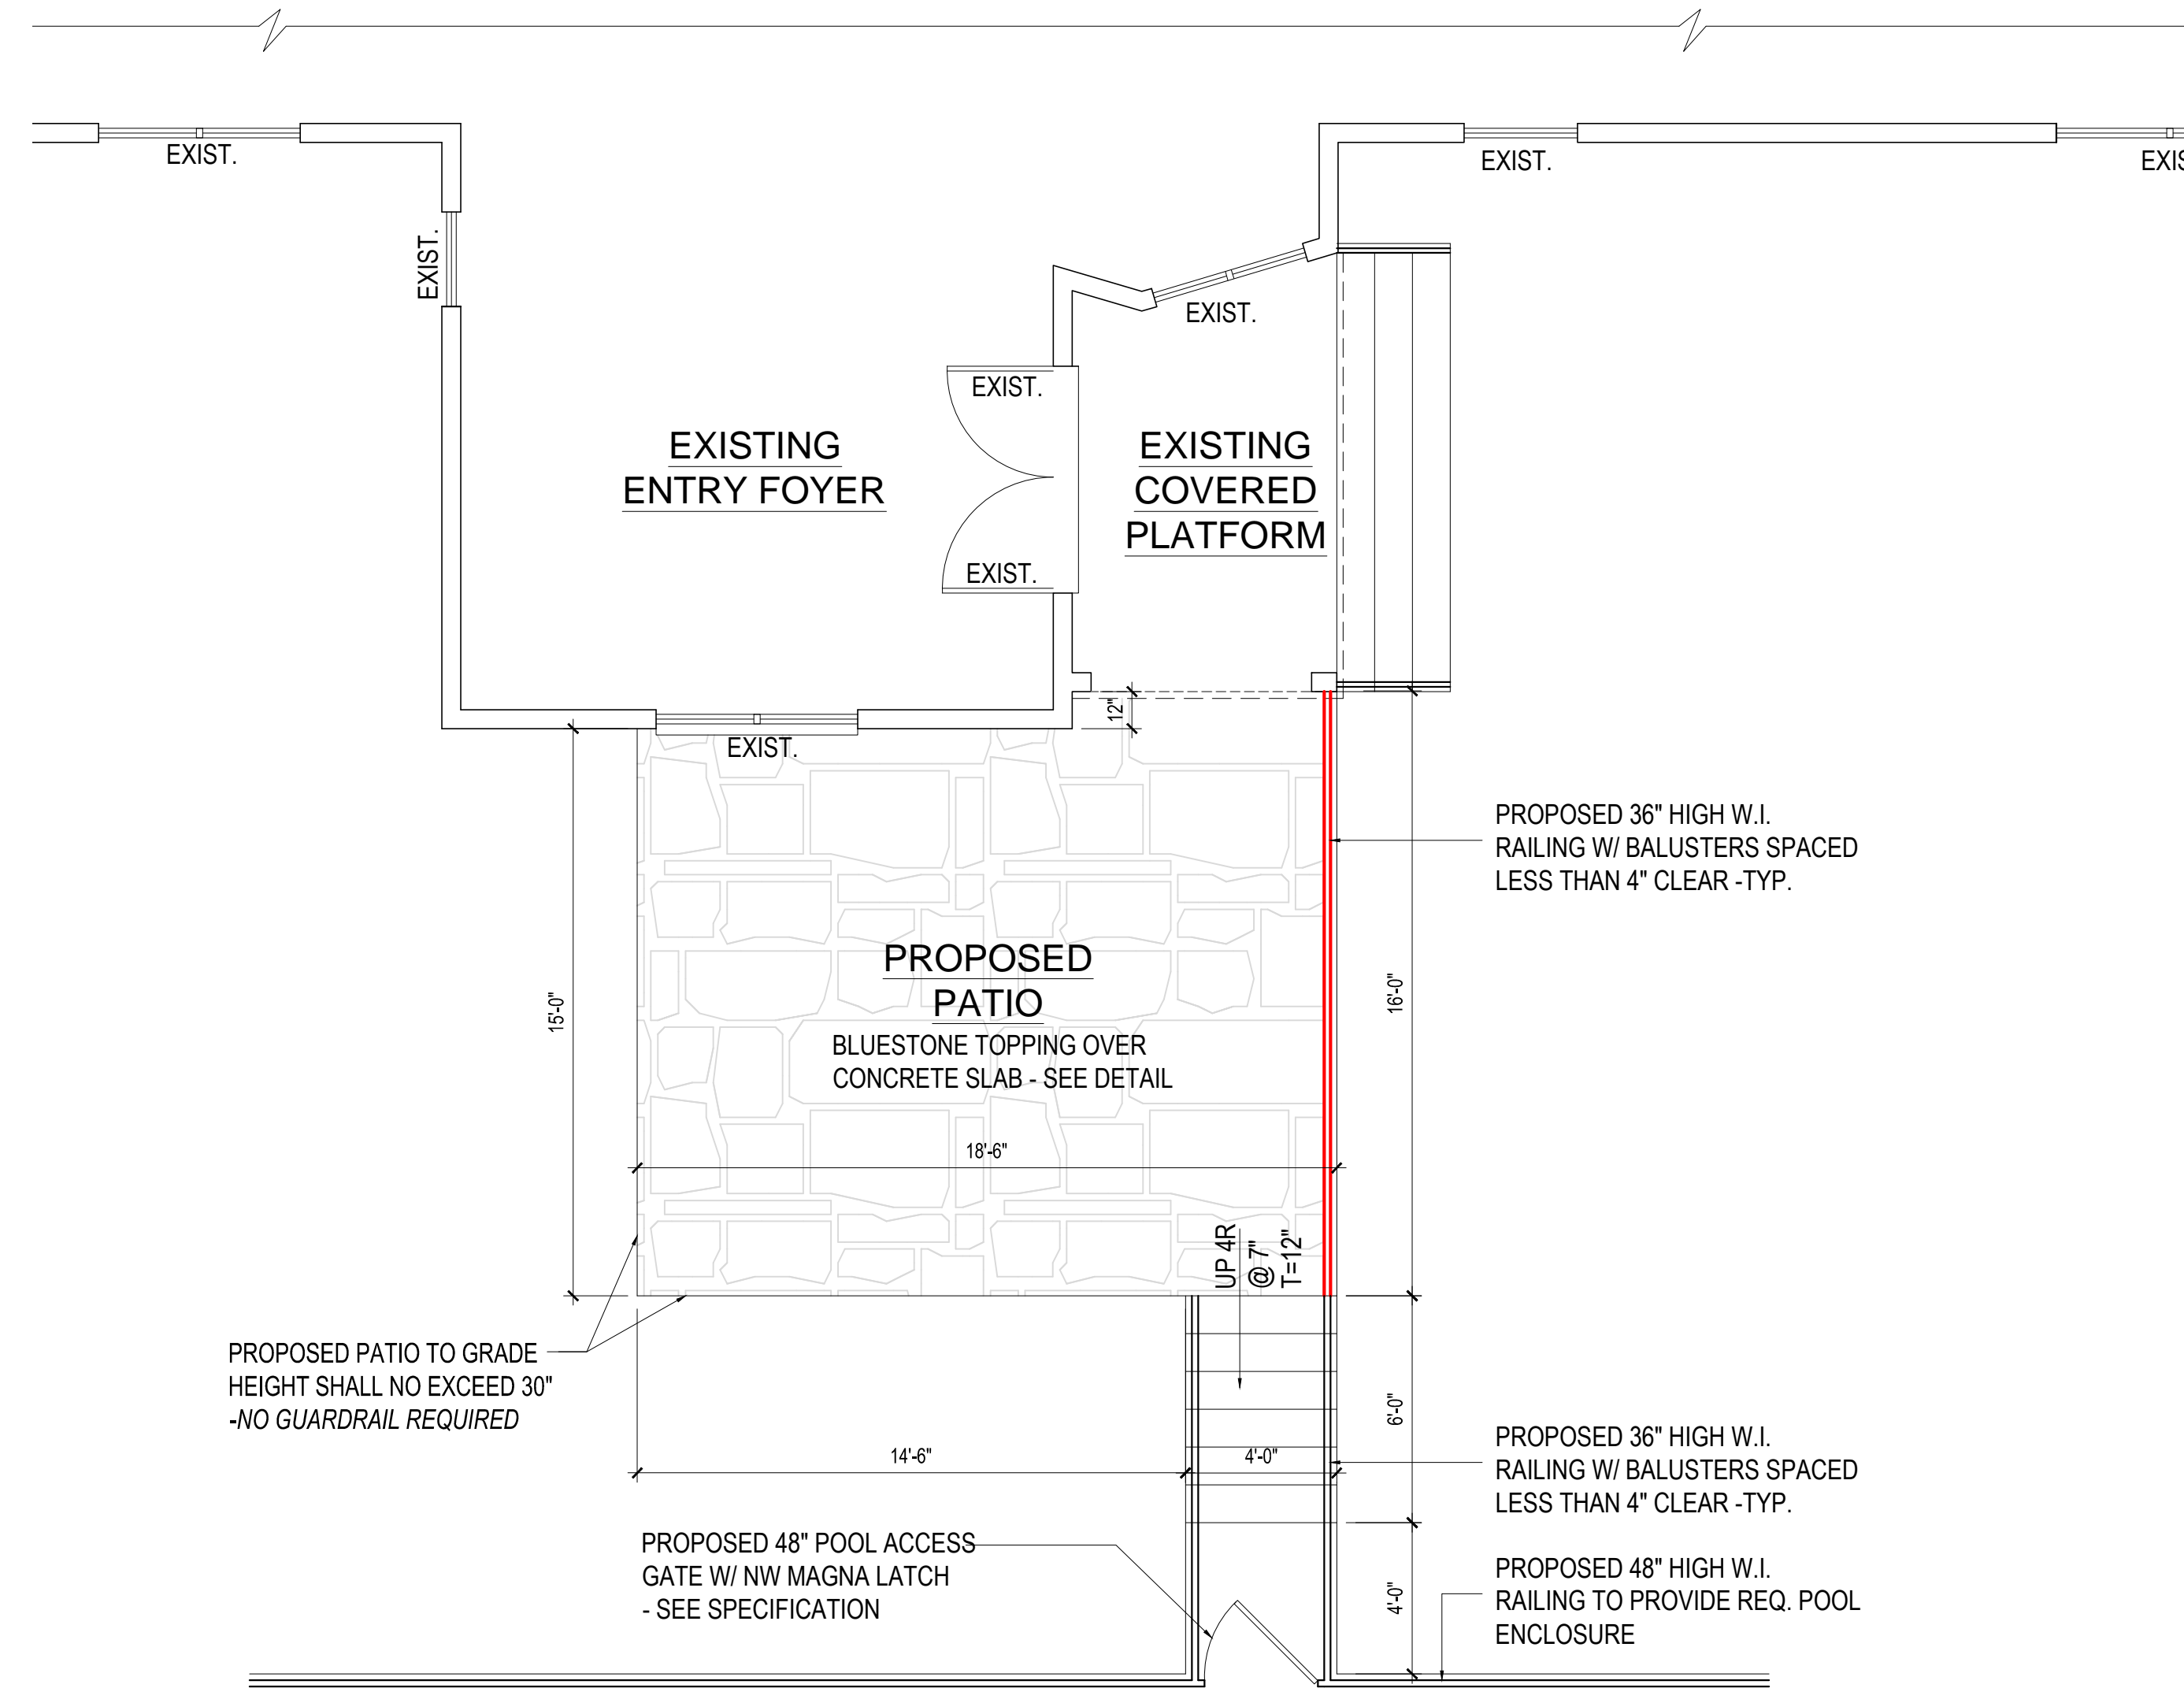 EXIST.
EXIST.
EXIS
EXIST.
EXIST.
EXIST.
EXISTING
ENTRY FOYER
EXISTING
COVERED
PLATFORM
EXIST.
12"
EXIST.
PROPOSED 36" HIGH W.I.
RAILING W/ BALUSTERS SPACED
LESS THAN 4" CLEAR -TYP.
PROPOSED
PATIO
BLUESTONE TOPPING OVER
CONCRETE SLAB - SEE DETAIL
15'-0"
16'-0"
18'-6"
UP 4R
@ 7"
T=12"
PROPOSED PATIO TO GRADE
HEIGHT SHALL NO EXCEED 30"
-NO GUARDRAIL REQUIRED
6'-0"
14'-6"
4'-0"
PROPOSED 36" HIGH W.I.
RAILING W/ BALUSTERS SPACED
LESS THAN 4" CLEAR -TYP.
PROPOSED 48" POOL ACCESS
GATE W/ NW MAGNA LATCH
- SEE SPECIFICATION
4'-0"
PROPOSED 48" HIGH W.I.
RAILING TO PROVIDE REQ. POOL
ENCLOSURE